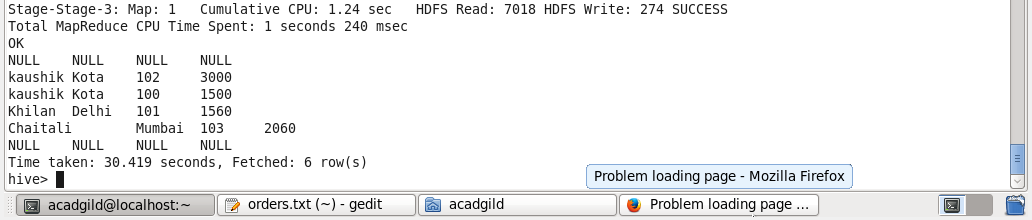 Stage-Stage-3: Map: 1   Cumulative CPU: 1.24 sec   HDFS Read: 7018 HDFS Write: 274 SUCCESS
Total MapReduce CPU Time Spent: 1 seconds 240 msec
OK
NULL    NULL    NULL    NULL
kaushik Kota    102     3000
kaushik Kota    100     1500
Khilan  Delhi   101     1560
Chaitali        Mumbai  103     2060
NULL    NULL    NULL    NULL
Time taken: 30.419 seconds, Fetched: 6 row(s)
hive>
Problem loading page - Mozilla Firefox
acadgild@localhost:~
orders.txt (~) - gedit
acadgild
Problem loading page ...